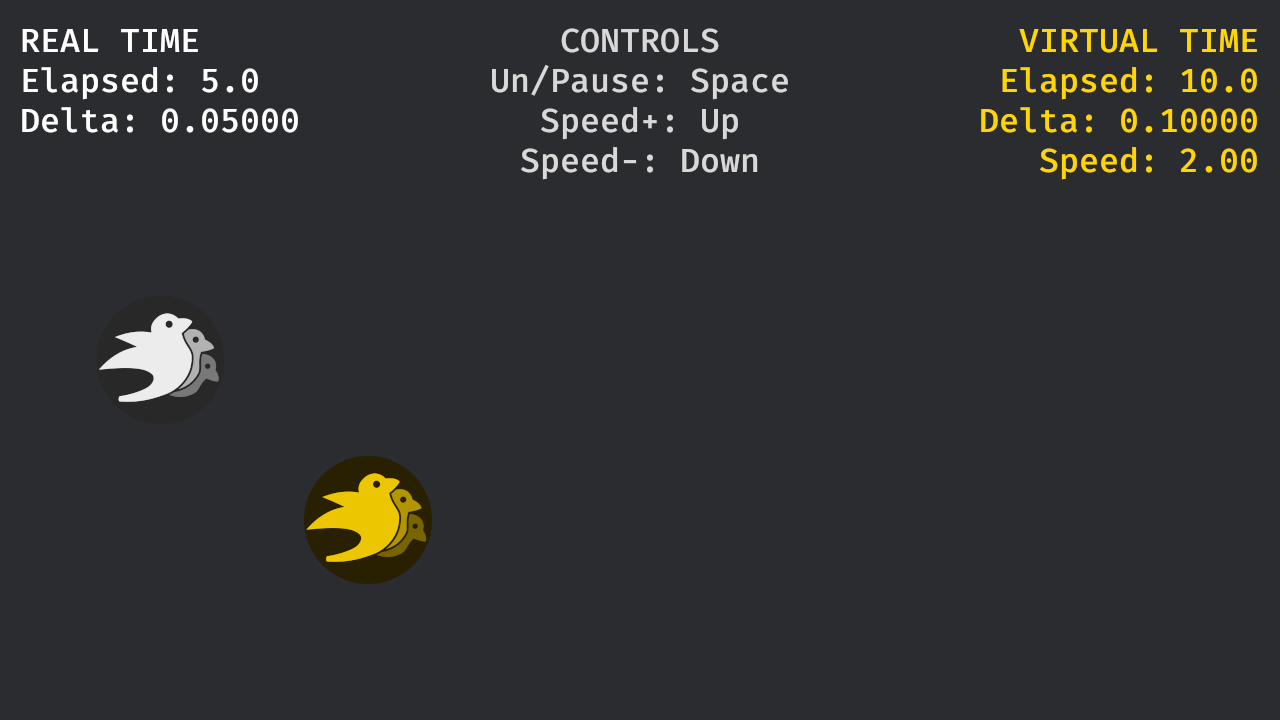 REAL TIME
Elapsed: 5.0
Delta: 0.05000
CONTROLS
Un/Pause: Space
Speed+: Up
Speed-: Down
VIRTUAL TIME
Elapsed: 10.0
Delta: 0.10000
Speed: 2.00